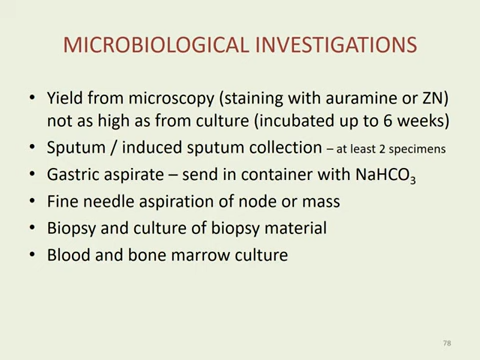 MICROBIOLOGICAL INVESTIGATIONS
• Yield from microscopy (staining with auramine or ZN)
not as high as from culture (incubated up to 6 weeks)
• Sputum / induced sputum collection – at least 2 specimens
• Gastric aspirate – send in container with NaHCO₃
• Fine needle aspiration of node or mass
• Biopsy and culture of biopsy material
• Blood and bone marrow culture
78